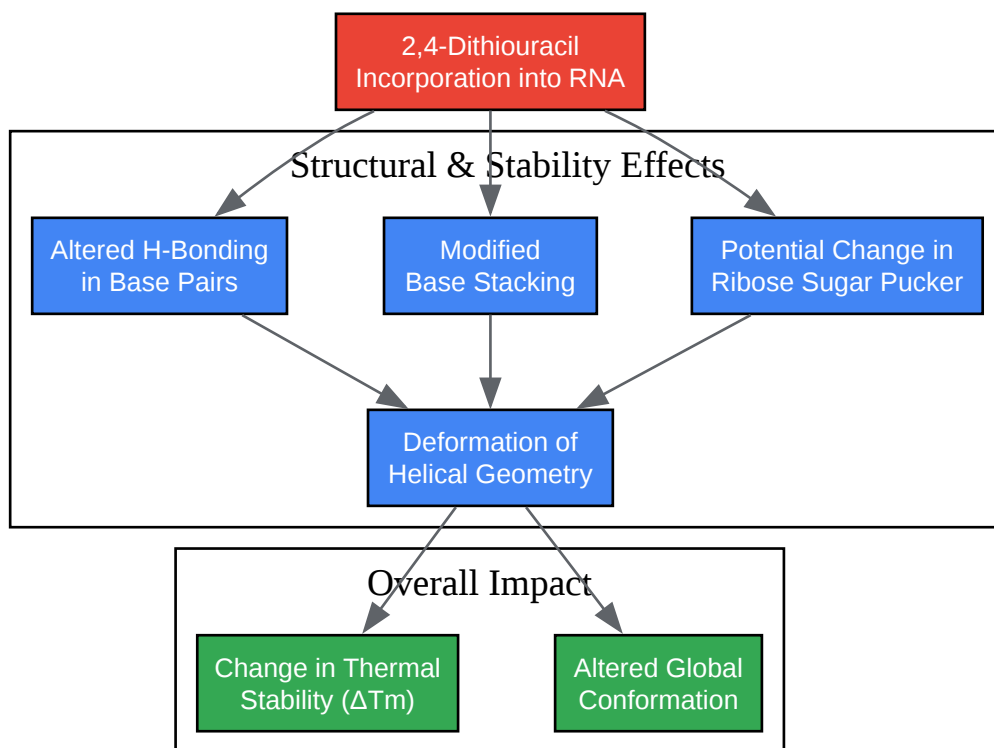 2,4-Dithiouracil
Incorporation into RNA
Structural & Stability Effects
Altered H-Bonding
in Base Pairs
Modified
Base Stacking
Potential Change in
Ribose Sugar Pucker
Deformation of
Helical Geometry
Overall Impact
Change in Thermal
Stability (ΔTm)
Altered Global
Conformation